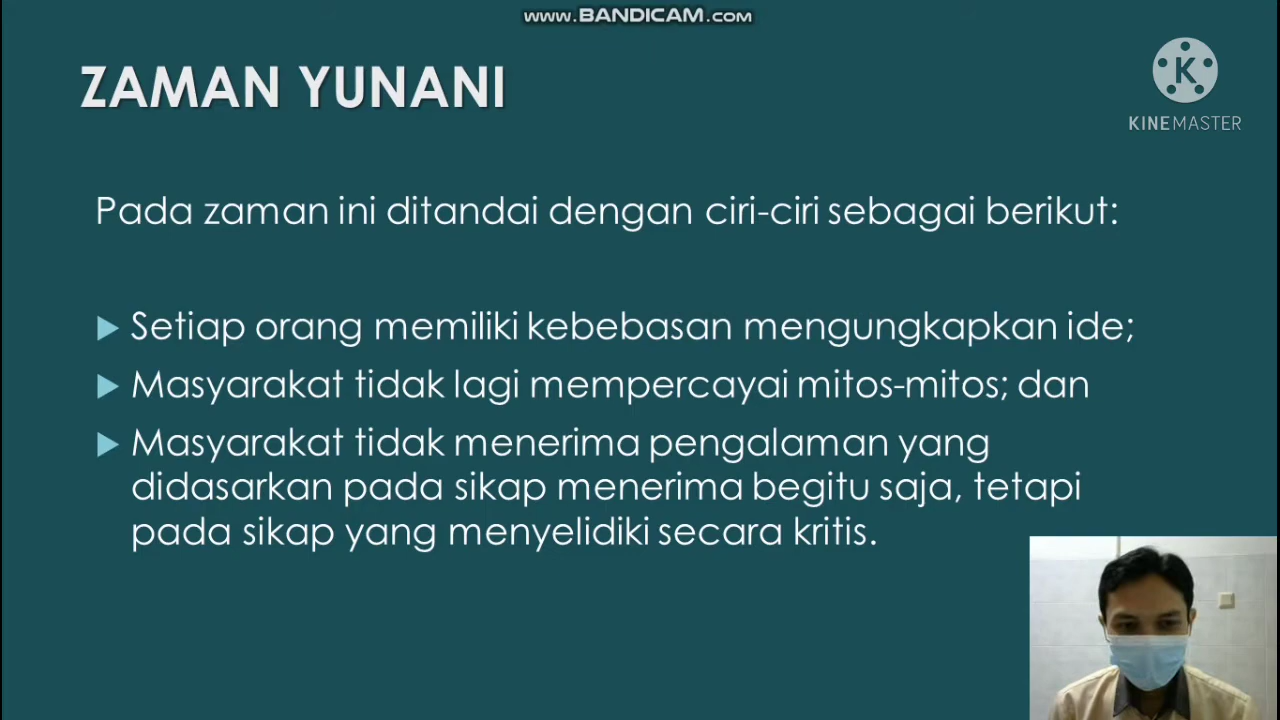 www.BANDICAM.com
ZAMAN YUNANI
K
KINEMASTER
Pada zaman ini ditandai dengan ciri-ciri sebagai berikut:
Setiap orang memiliki kebebasan mengungkapkan ide;
Masyarakat tidak lagi mempercayai mitos-mitos; dan
Masyarakat tidak menerima pengalaman yang
didasarkan pada sikap menerima begitu saja, tetapi
pada sikap yang menyelidiki secara kritis.